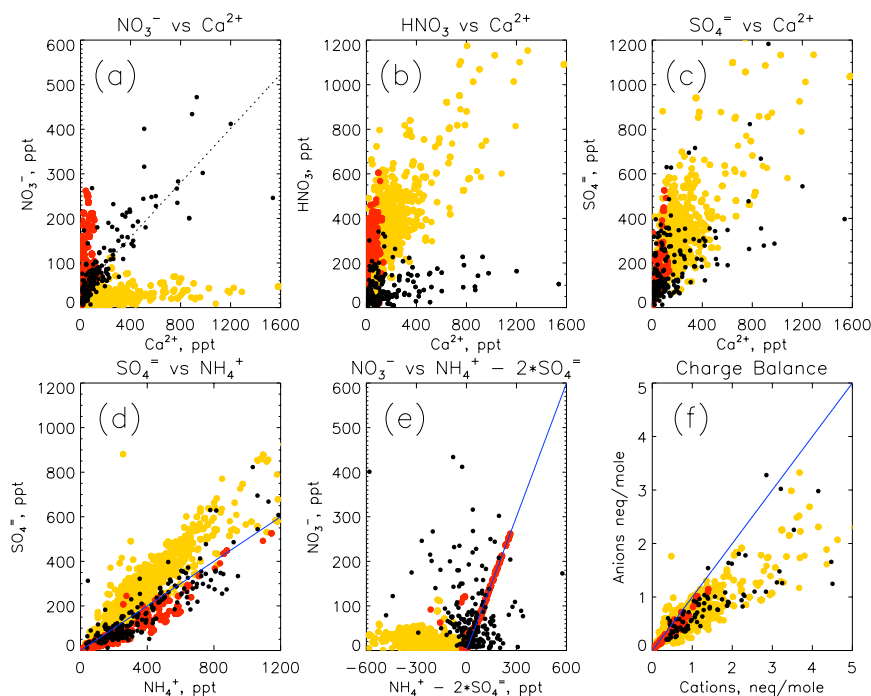 NO₃⁻ vs Ca²⁺
HNO₃ vs Ca²⁺
SO₄⁼ vs Ca²⁺
(a)
(b)
(c)
NO₃⁻, ppt
600
500
400
300
200
100
0
0 400 800 1200 1600
Ca²⁺, ppt
HNO₃, ppt
1200
1000
800
600
400
200
0
0 400 800 1200 1600
Ca²⁺, ppt
SO₄⁼, ppt
1200
1000
800
600
400
200
0
0 400 800 1200 1600
Ca²⁺, ppt
SO₄⁼ vs NH₄⁺
NO₃⁻ vs NH₄⁺ − 2*SO₄⁼
Charge Balance
(d)
(e)
(f)
SO₄⁼, ppt
1200
1000
800
600
400
200
0
0 400 800 1200
NH₄⁺, ppt
NO₃⁻, ppt
600
500
400
300
200
100
0
−600 −300 0 300 600
NH₄⁺ − 2*SO₄⁼, ppt
Anions neq/mole
5
4
3
2
1
0
0 1 2 3 4 5
Cations, neq/mole